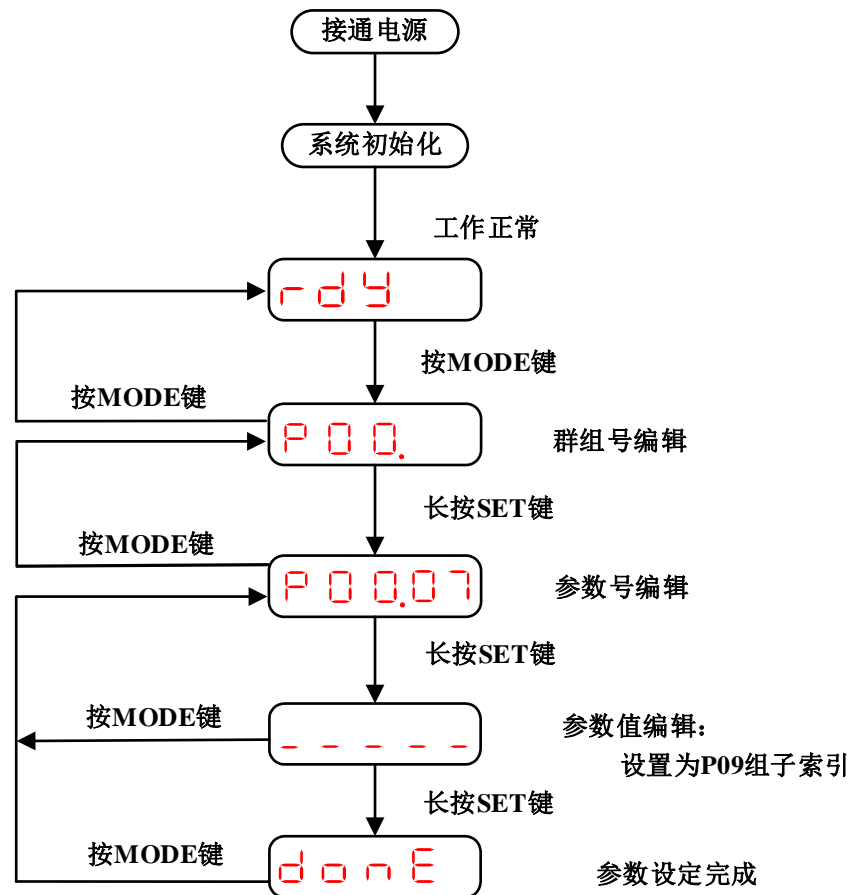 接通电源
系统初始化
工作正常
rdY
按MODE键
按MODE键
P00.
群组号编辑
长按SET键
按MODE键
P00.07
参数号编辑
长按SET键
按MODE键
_ _ _ _ _
参数值编辑：
设置为P09组子索引
长按SET键
按MODE键
donE
参数设定完成